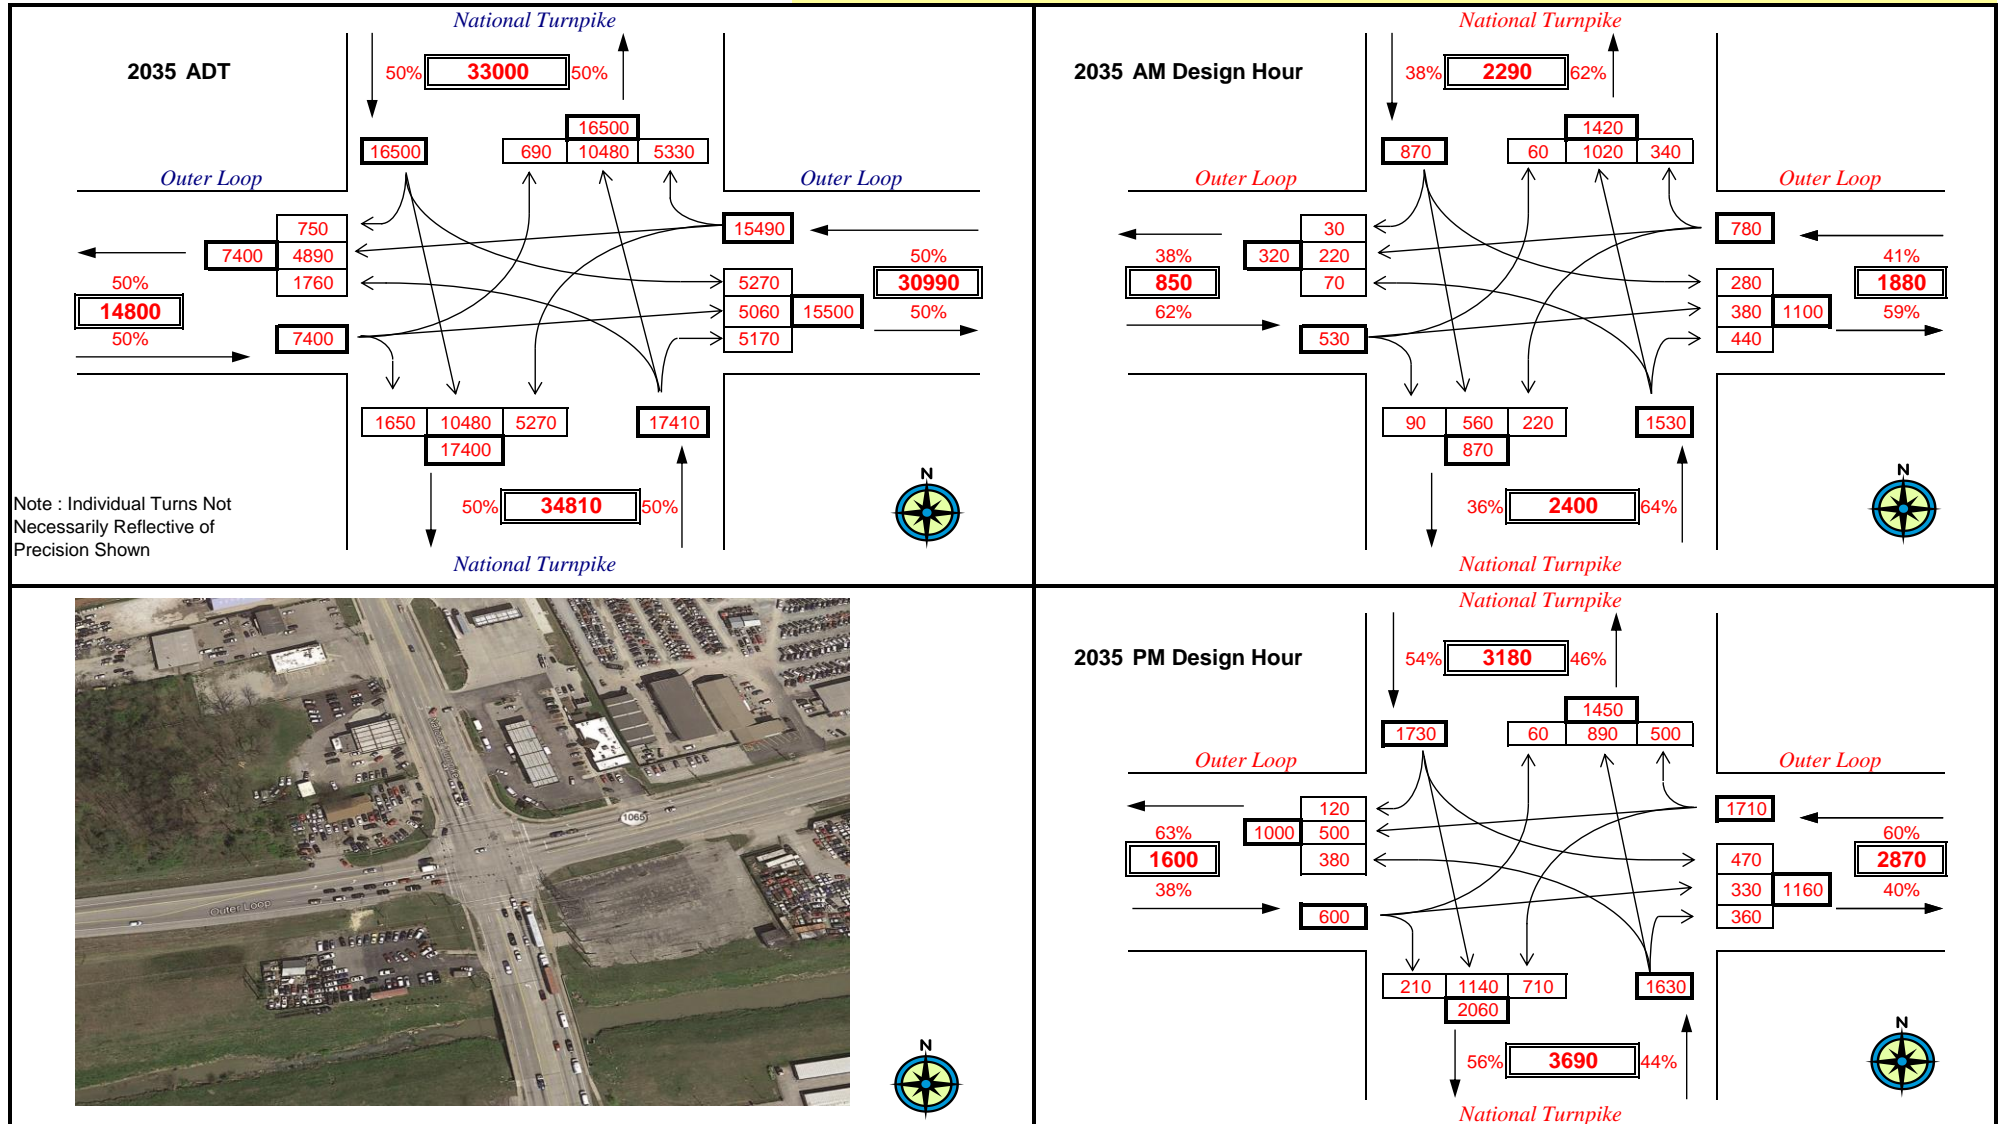 National Turnpike
2035 ADT
50% 33000 50%
16500
16500 690 10480 5330
Outer Loop Outer Loop
750
7400 4890
1760
50%
14800
50%
7400
15490
50%
30990
50%
5270
5060 15500
5170
1650 10480 5270 17410
17400
50% 34810 50%
N
Note : Individual Turns Not
Necessarily Reflective of
Precision Shown
National Turnpike
National Turnpike
2035 AM Design Hour
38% 2290 62%
1420
870 60 1020 340
Outer Loop Outer Loop
30
320 220
70
38%
850
62%
530
780
41%
1880
59%
280
380 1100
440
90 560 220 1530
870
36% 2400 64%
N
National Turnpike
National Turnpike
1065
Outer Loop
N
National Turnpike
2035 PM Design Hour
54% 3180 46%
1450
1730 60 890 500
Outer Loop Outer Loop
120
1000 500
380
63%
1600
38%
600
1710
60%
2870
40%
470
330 1160
360
210 1140 710 1630
2060
56% 3690 44%
N
National Turnpike